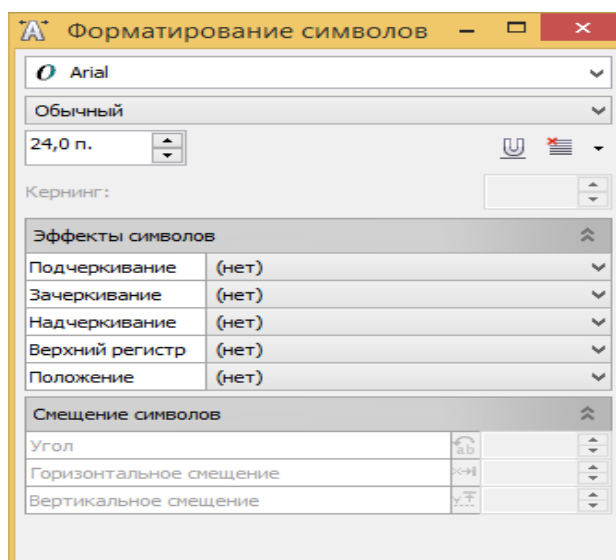 Форматирование символов
O Arial
Обычный
24,0 п.
Кернинг:
Эффекты символов
Подчеркивание (нет)
Зачеркивание (нет)
Надчеркивание (нет)
Верхний регистр (нет)
Положение (нет)
Смещение символов
Угол ab
Горизонтальное смещение
Вертикальное смещение